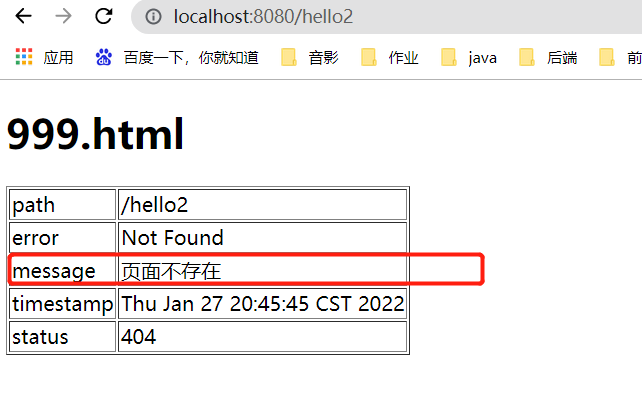 localhost:8080/hello2
应用 百度一下，你就知道 音影 作业 java 后端 前
999.html
path /hello2
error Not Found
message 页面不存在
timestamp Thu Jan 27 20:45:45 CST 2022
status 404